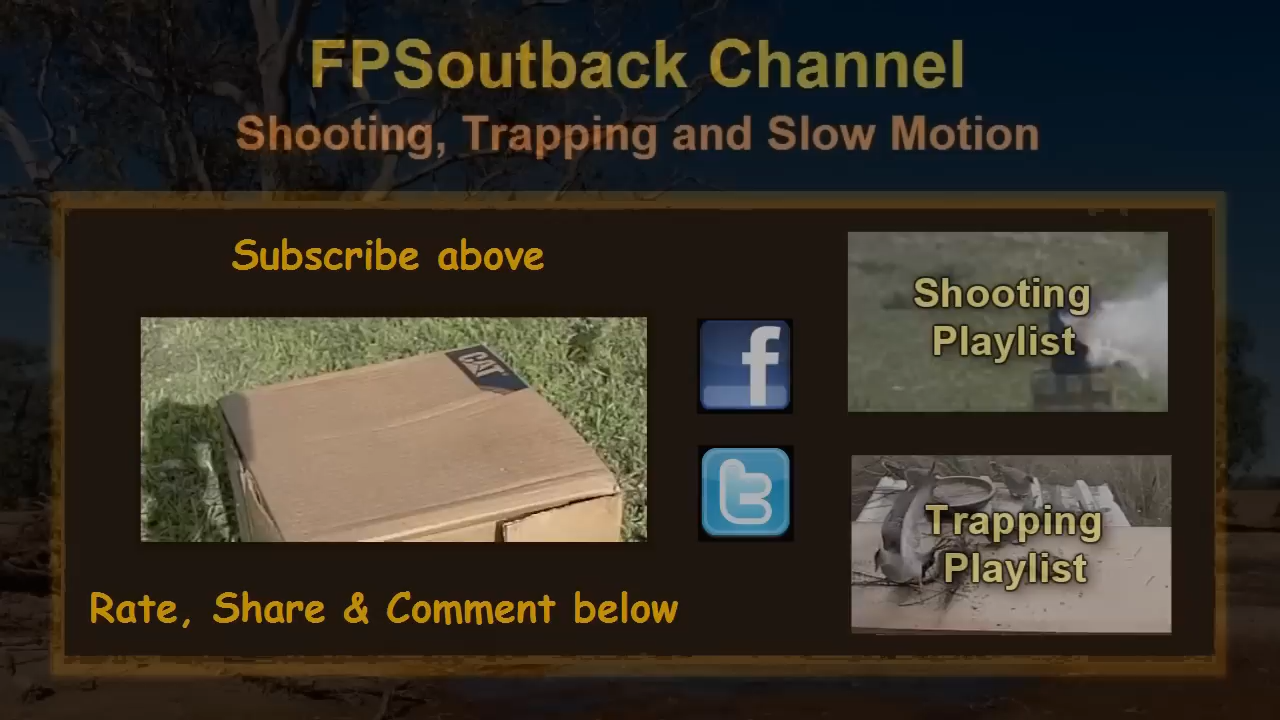 FPSoutback Channel
Shooting, Trapping and Slow Motion
Subscribe above
CAT
f
t
Shooting
Playlist
Trapping
Playlist
Rate, Share & Comment below